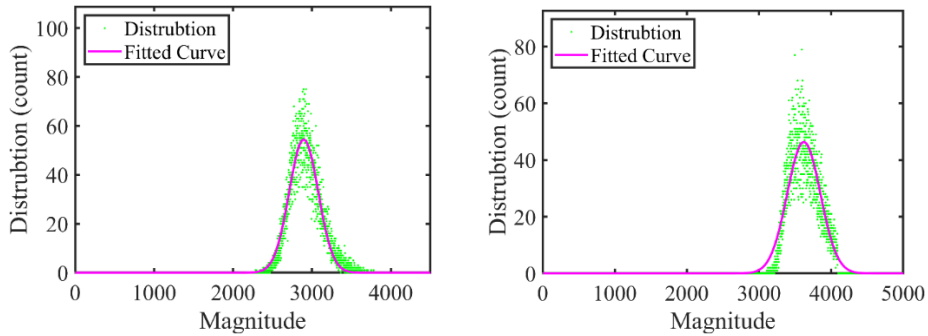 Distrubtion (count)
100
80
60
40
20
0
Distrubtion
Fitted Curve
0 1000 2000 3000 4000
Magnitude
Distrubtion (count)
80
60
40
20
0
Distrubtion
Fitted Curve
0 1000 2000 3000 4000 5000
Magnitude